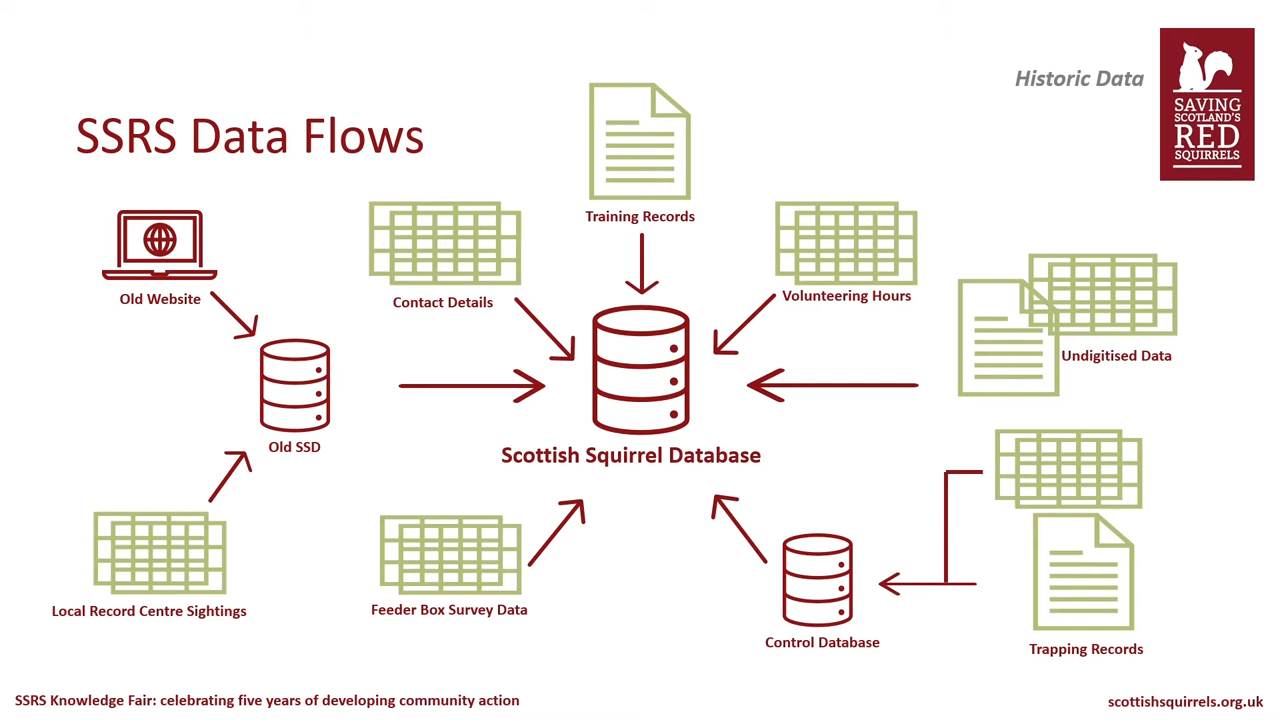 Historic Data
SAVING
SCOTLAND'S
RED
SQUIRRELS
SSRS Data Flows
Training Records
Old Website
Contact Details
Volunteering Hours
Undigitised Data
Old SSD
Scottish Squirrel Database
Local Record Centre Sightings
Feeder Box Survey Data
Control Database
Trapping Records
SSRS Knowledge Fair: celebrating five years of developing community action
scottishsquirrels.org.uk